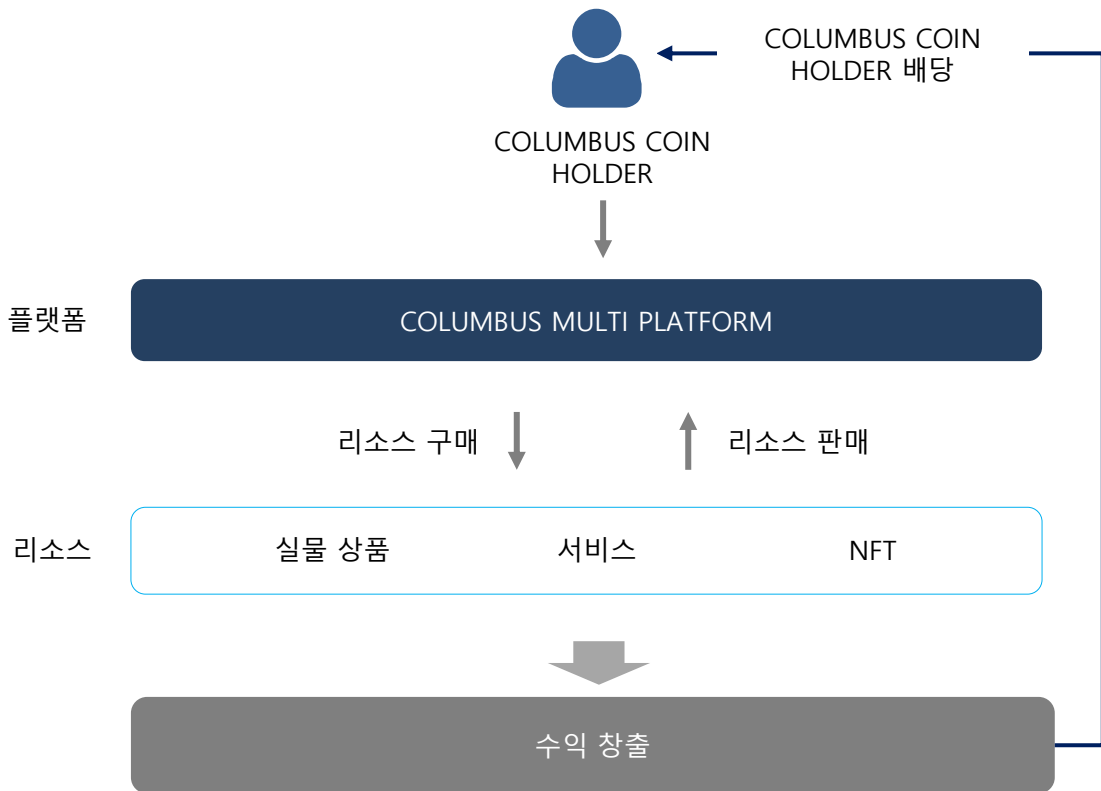 COLUMBUS COIN
HOLDER 배당
COLUMBUS COIN
HOLDER
플랫폼
COLUMBUS MULTI PLATFORM
리소스 구매
리소스 판매
리소스
실물 상품
서비스
NFT
수익 창출